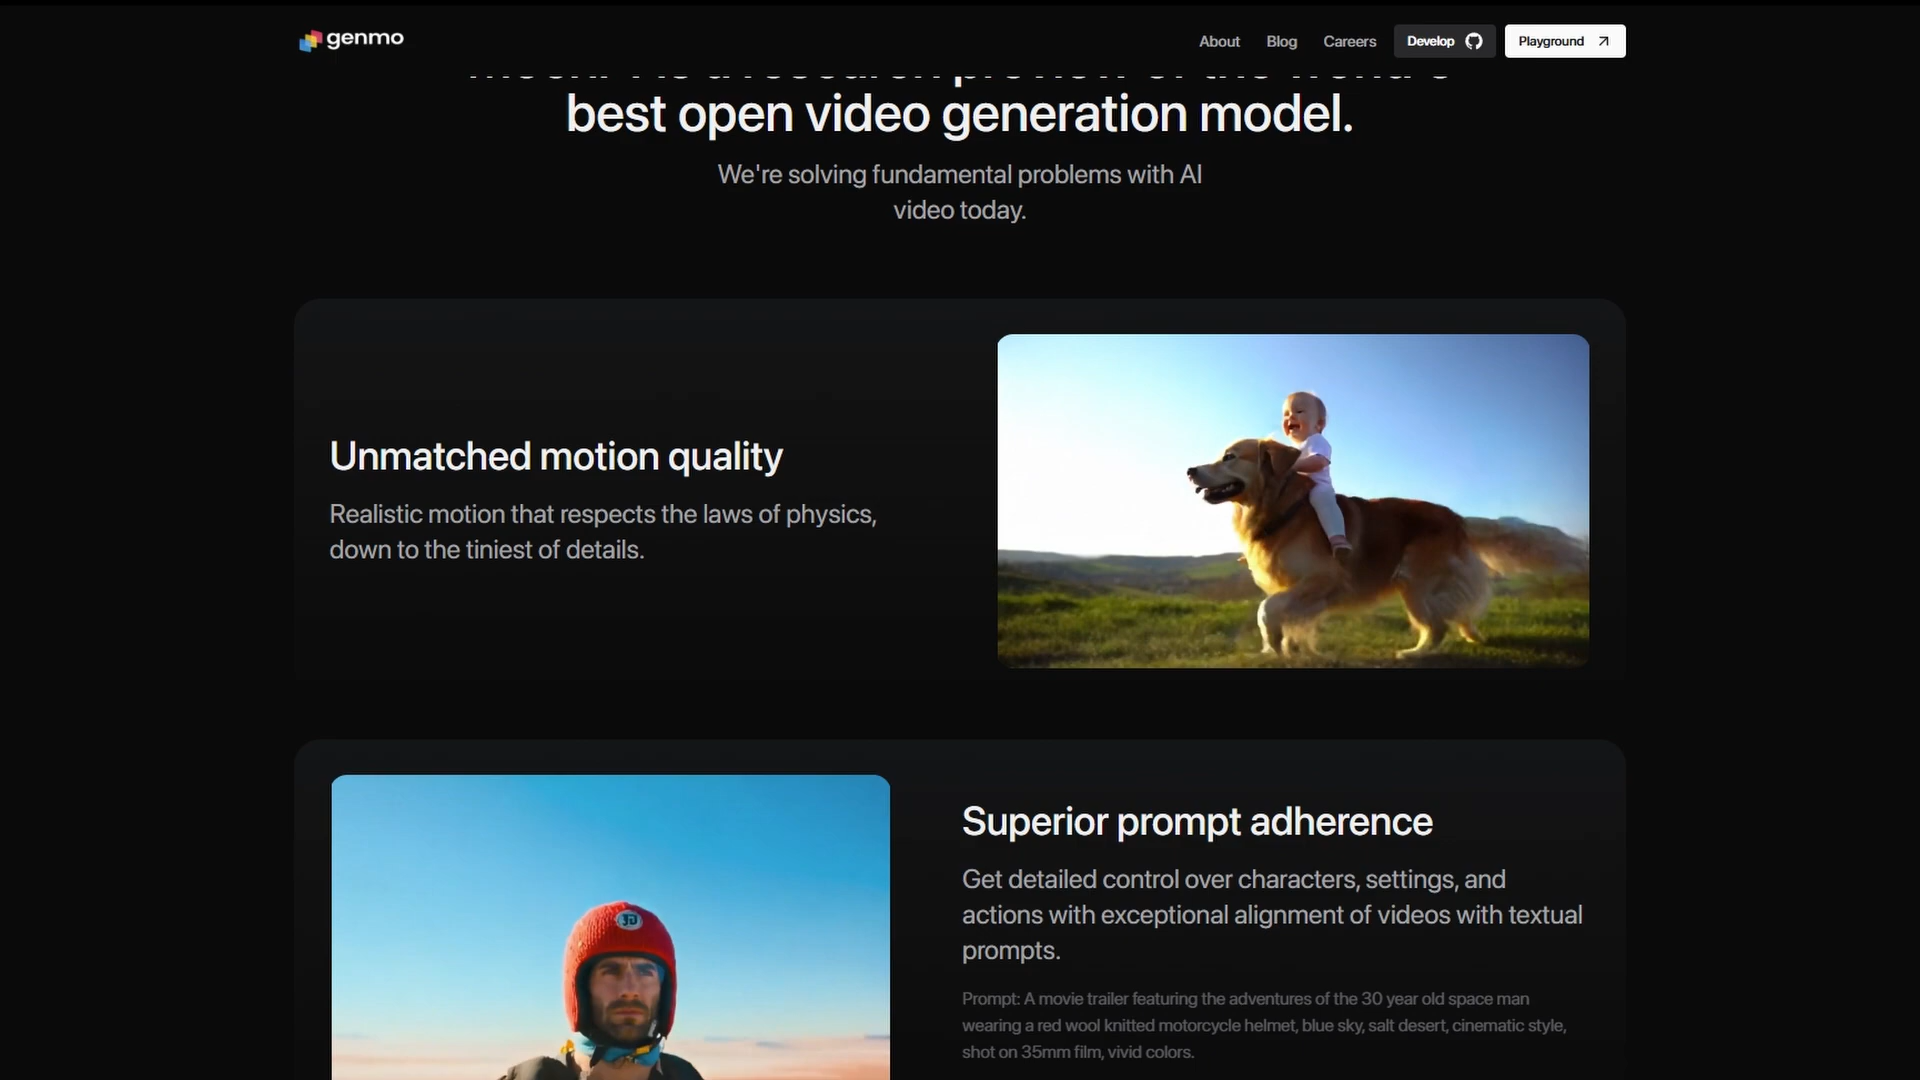 genmo
About
Blog
Careers
Develop
Playground
best open video generation model.
We're solving fundamental problems with AI
video today.
Unmatched motion quality
Realistic motion that respects the laws of physics,
down to the tiniest of details.
Superior prompt adherence
Get detailed control over characters, settings, and
actions with exceptional alignment of videos with textual
prompts.
Prompt: A movie trailer featuring the adventures of the 30 year old space man
wearing a red wool knitted motorcycle helmet, blue sky, salt desert, cinematic style,
shot on 35mm film, vivid colors.